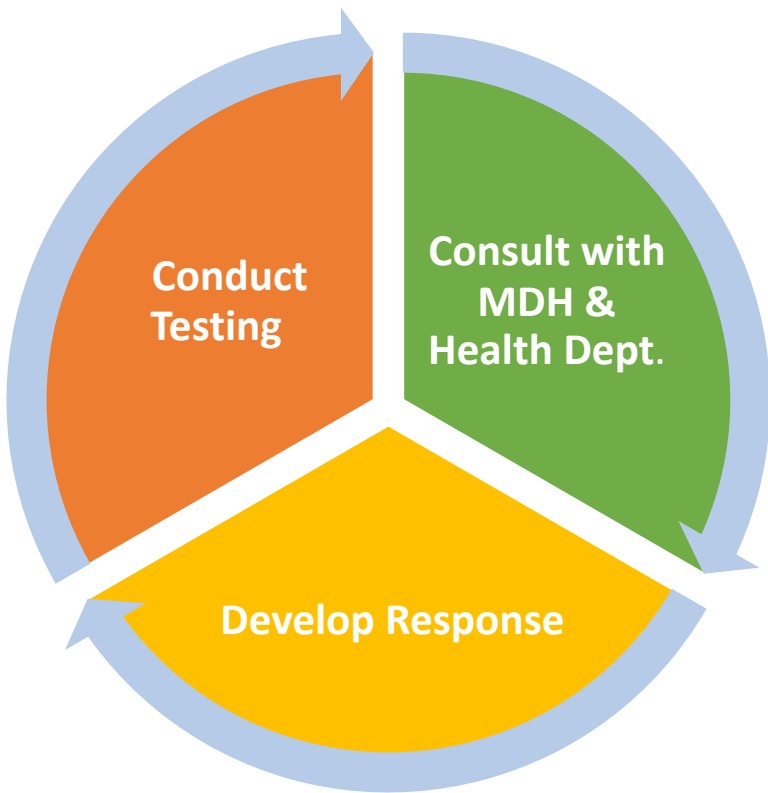 Conduct
Testing
Consult with
MDH &
Health Dept.
Develop Response